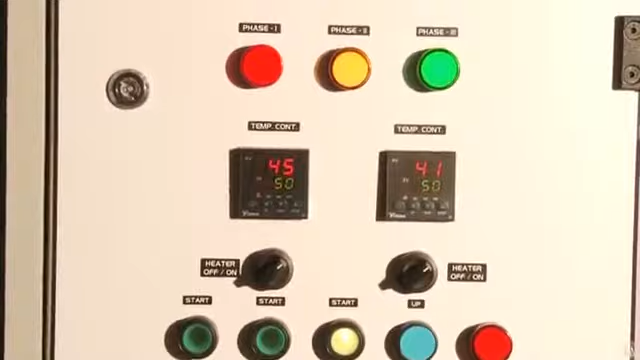 PHASE-I
PHASE-II
PHASE-III
TEMP. CONT.
TEMP. CONT.
45
50
41
50
HEATER
OFF / ON
HEATER
OFF / ON
START
START
START
UP